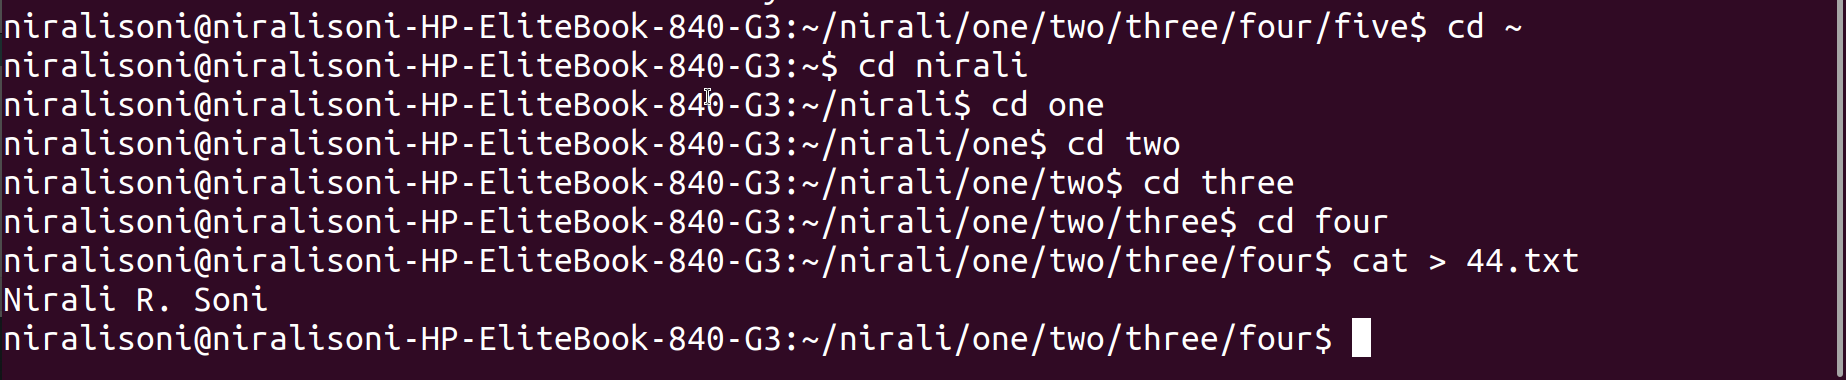 niralisoni@niralisoni-HP-EliteBook-840-G3:~/nirali/one/two/three/four/five$ cd ~
niralisoni@niralisoni-HP-EliteBook-840-G3:~$ cd nirali
niralisoni@niralisoni-HP-EliteBook-840-G3:~/nirali$ cd one
niralisoni@niralisoni-HP-EliteBook-840-G3:~/nirali/one$ cd two
niralisoni@niralisoni-HP-EliteBook-840-G3:~/nirali/one/two$ cd three
niralisoni@niralisoni-HP-EliteBook-840-G3:~/nirali/one/two/three$ cd four
niralisoni@niralisoni-HP-EliteBook-840-G3:~/nirali/one/two/three/four$ cat > 44.txt
Nirali R. Soni
niralisoni@niralisoni-HP-EliteBook-840-G3:~/nirali/one/two/three/four$